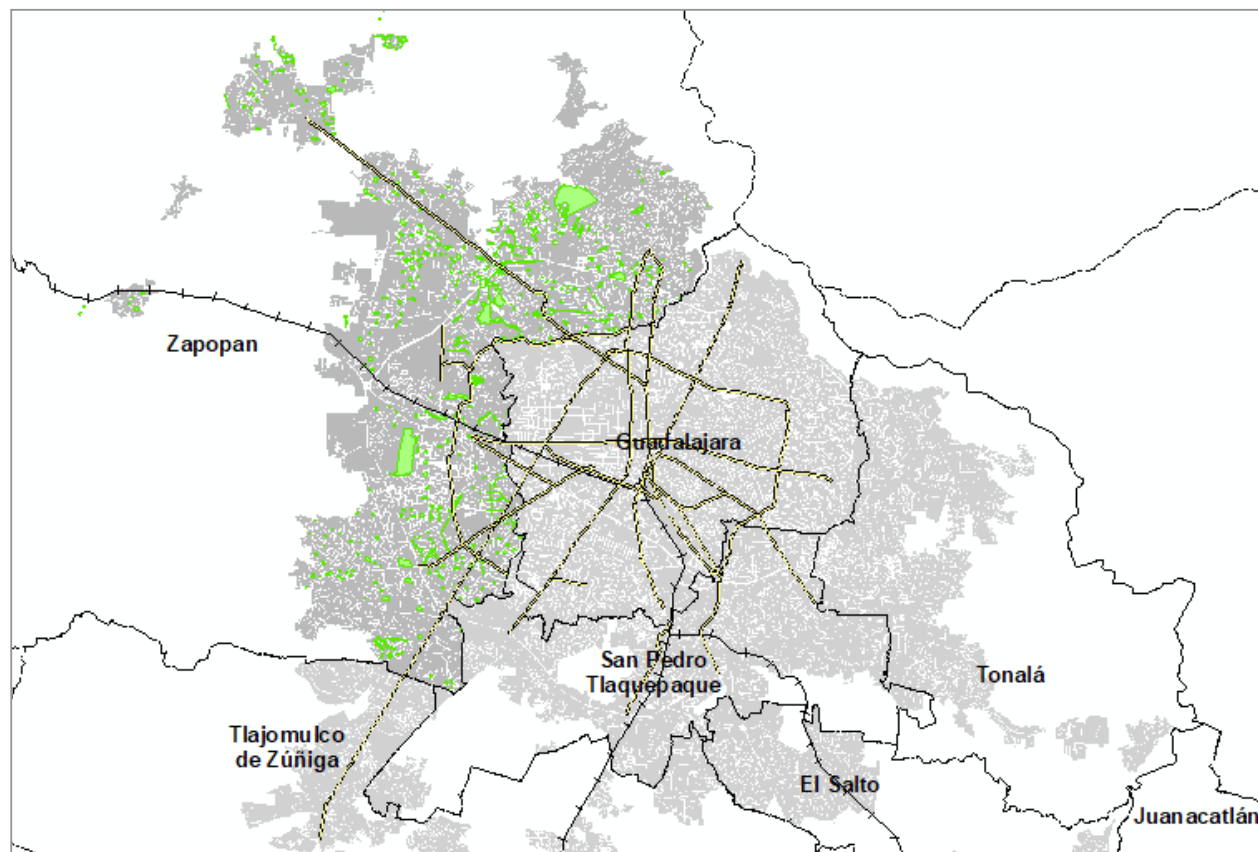 Zapopan
Guadalajara
San Pedro
Tlaquepaque
Tonalá
Tlajomulco
de Zúñiga
El Salto
Juanacatlán